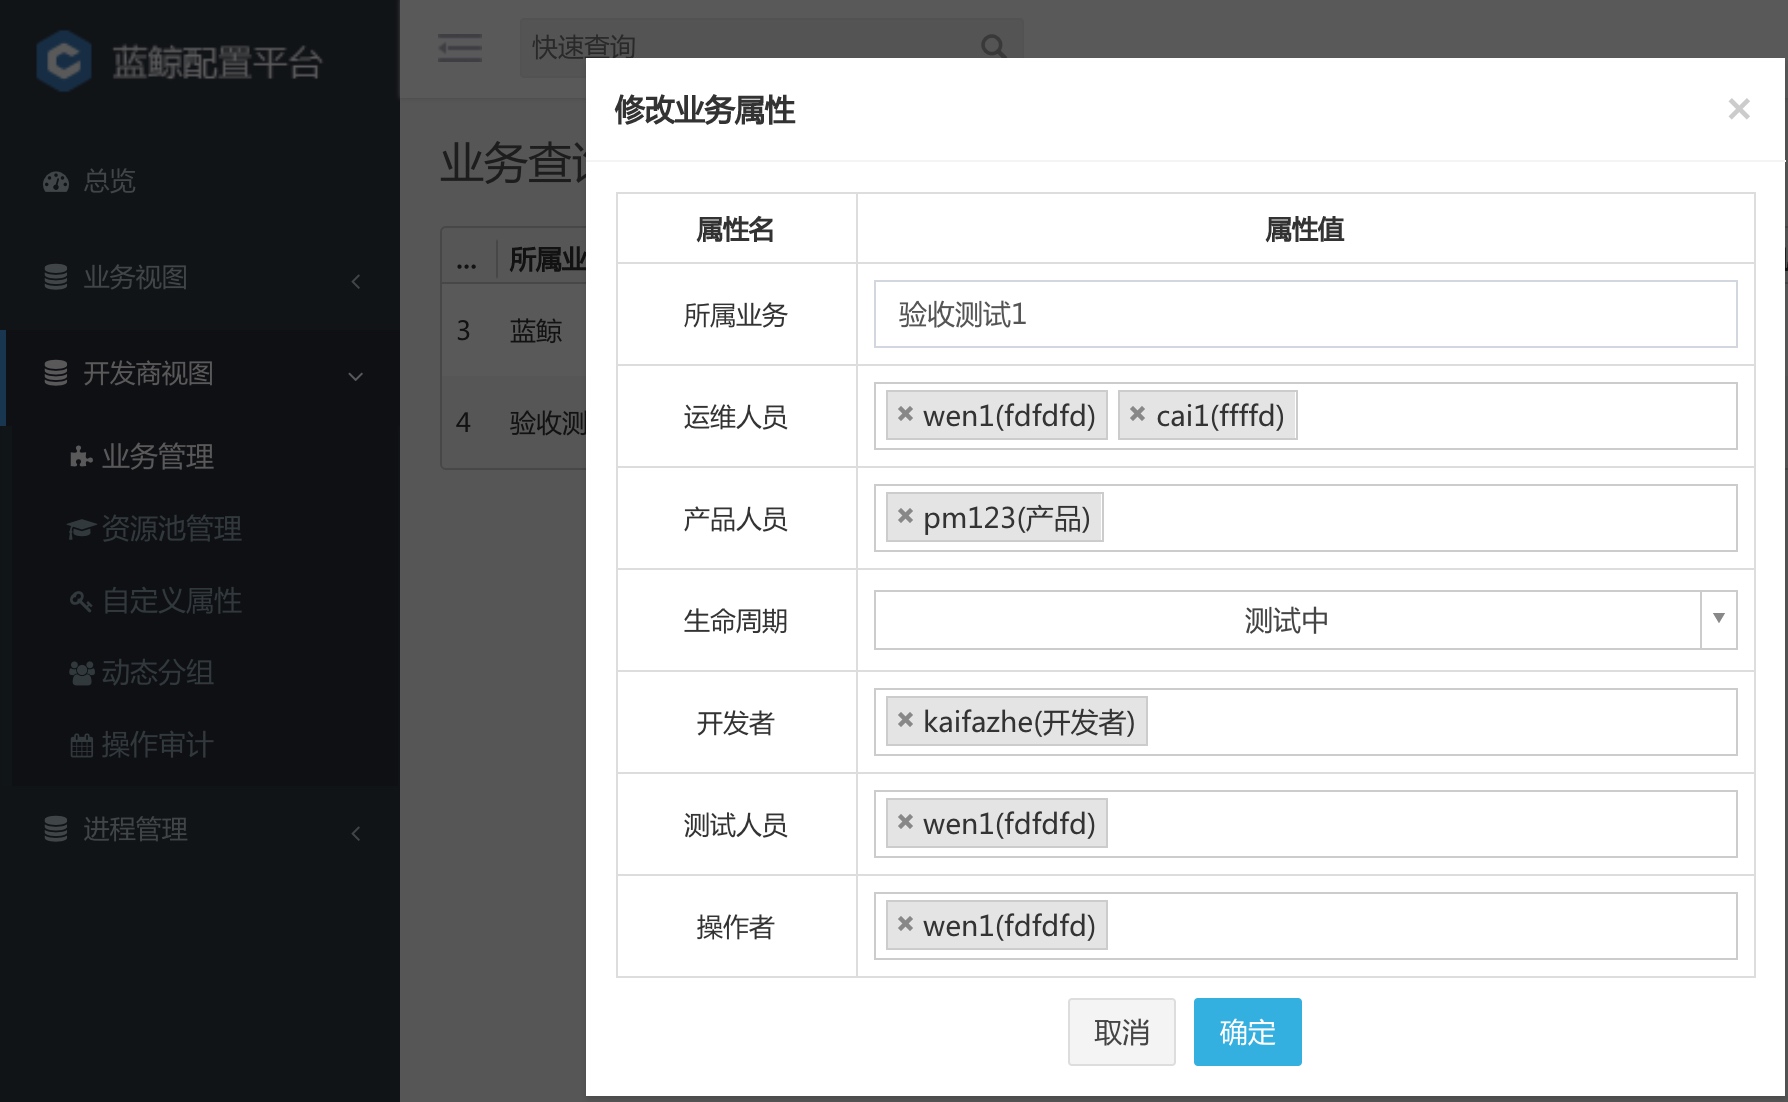 蓝鲸配置平台
快速查询
总览
业务视图
开发商视图
业务管理
资源池管理
自定义属性
动态分组
操作审计
进程管理
业务查
... 所属业
3 蓝鲸
4 验收测
修改业务属性 ×
属性名 属性值
所属业务 验收测试1
运维人员 × wen1(fdfdfd) × cai1(ffffd)
产品人员 × pm123(产品)
生命周期 测试中
开发者 × kaifazhe(开发者)
测试人员 × wen1(fdfdfd)
操作者 × wen1(fdfdfd)
取消 确定